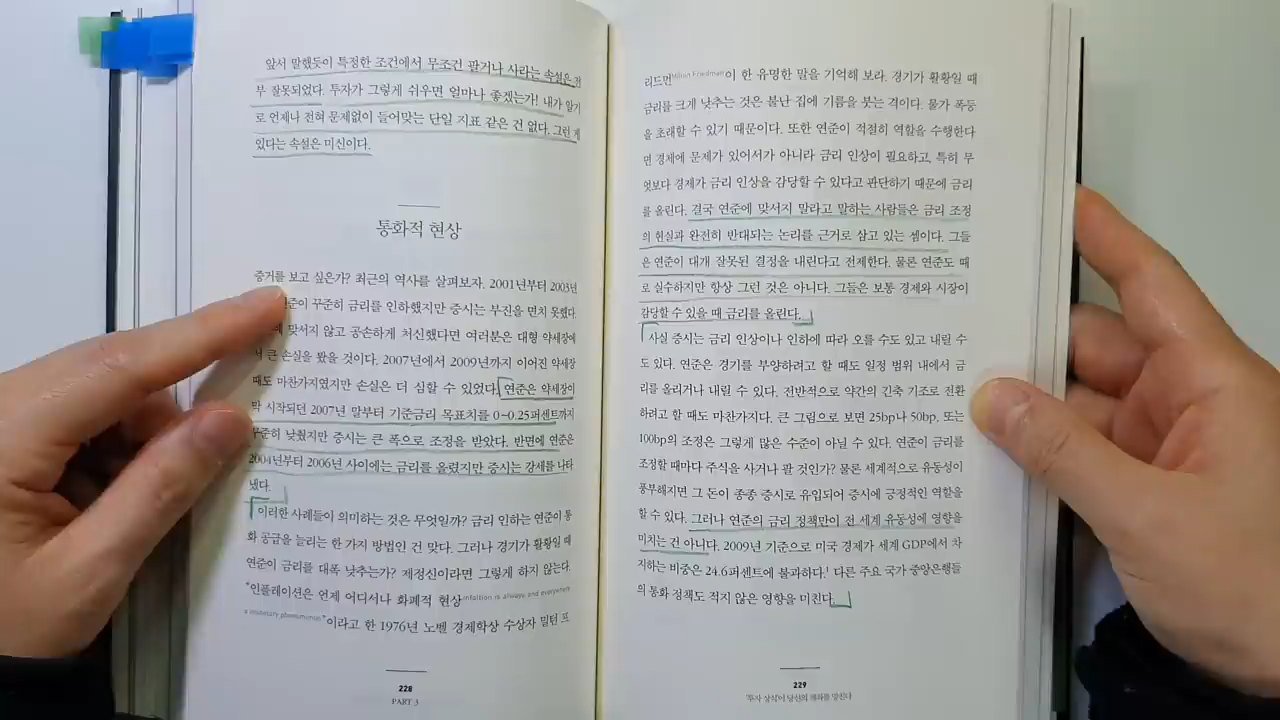 앞서 말했듯이 특정한 조건에서 무조건 팔거나 사라는 속설은 전
부 잘못되었다. 투자가 그렇게 쉬우면 얼마나 좋겠는가! 내가 알기
로 언제나 전혀 문제없이 들어맞는 단일 지표 같은 건 없다. 그런 게
있다는 속설은 미신이다.
통화적 현상
증거를 보고 싶은가? 최근의 역사를 살펴보자. 2001년부터 2003년
연준이 꾸준히 금리를 인하했지만 증시는 부진을 면치 못했다.
맞서지 않고 공손하게 처신했다면 여러분은 대형 약세장에
서 큰 손실을 봤을 것이다. 2007년에서 2009년까지 이어진 약세장
때도 마찬가지였지만 손실은 더 심할 수 있었다. 연준은 약세장이
막 시작되던 2007년 말부터 기준금리 목표치를 0~0.25퍼센트까지
꾸준히 낮췄지만 증시는 큰 폭으로 조정을 받았다. 반면에 연준은
2004년부터 2006년 사이에는 금리를 올렸지만 증시는 강세를 나타
냈다.
이러한 사례들이 의미하는 것은 무엇일까? 금리 인하는 연준이 통
화 공급을 늘리는 한 가지 방법인 건 맞다. 그러나 경기가 활황일 때
연준이 금리를 대폭 낮추는가? 제정신이라면 그렇게 하지 않는다.
"인플레이션은 언제 어디서나 화폐적 현상 is always and everywhere
a monetary "이라고 한 1976년 노벨 경제학상 수상자 밀턴 프
228
PART 3
리드먼Milton Friedman이 한 유명한 말을 기억해 보라. 경기가 활황일 때
금리를 크게 낮추는 것은 불난 집에 기름을 붓는 격이다. 물가 폭등
을 초래할 수 있기 때문이다. 또한 연준이 적절히 역할을 수행한다
면 경제에 문제가 있어서가 아니라 금리 인상이 필요하고, 특히 무
엇보다 경제가 금리 인상을 감당할 수 있다고 판단하기 때문에 금리
를 올린다. 결국 연준에 맞서지 말라고 말하는 사람들은 금리 조정
의 현실과 완전히 반대되는 논리를 근거로 삼고 있는 셈이다. 그들
은 연준이 대개 잘못된 결정을 내린다고 전제한다. 물론 연준도 때
로 실수하지만 항상 그런 것은 아니다. 그들은 보통 경제와 시장이
감당할 수 있을 때 금리를 올린다.
사실 증시는 금리 인상이나 인하에 따라 오를 수도 있고 내릴 수
도 있다. 연준은 경기를 부양하려고 할 때도 일정 범위 내에서 금
리를 올리거나 내릴 수 있다. 전반적으로 약간의 긴축 기조로 전환
하려고 할 때도 마찬가지다. 큰 그림으로 보면 25bp나 50bp, 또는
100bp의 조정은 그렇게 많은 수준이 아닐 수 있다. 연준이 금리를
조정할 때마다 주식을 사거나 팔 것인가? 물론 세계적으로 유동성이
풍부해지면 그 돈이 종종 증시로 유입되어 증시에 긍정적인 역할을
할 수 있다. 그러나 연준의 금리 정책만이 전 세계 유동성에 영향을
미치는 건 아니다. 2009년 기준으로 미국 경제가 세계 GDP에서 차
지하는 비중은 24.6퍼센트에 불과하다.¹ 다른 주요 국가 중앙은행들
의 통화 정책도 적지 않은 영향을 미친다.
229
'투자 상식'이 당신의 계좌를 망친다